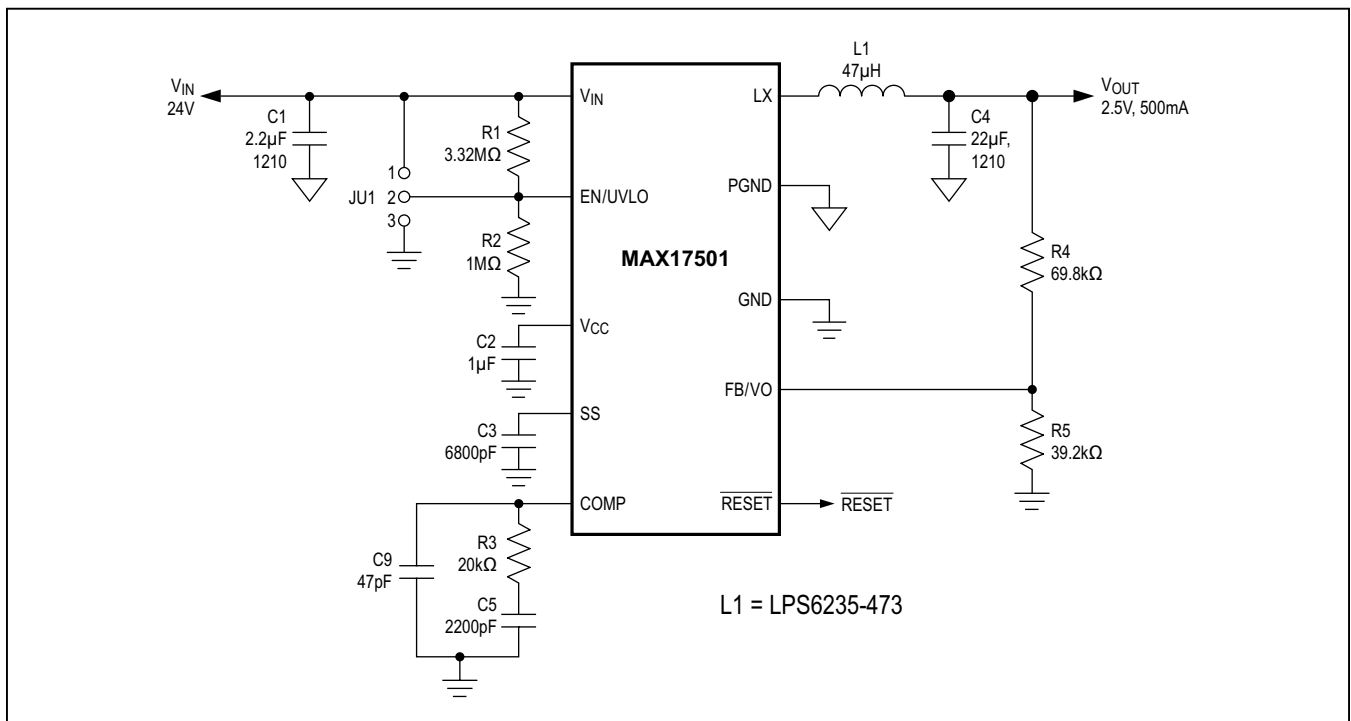 VIN
24V
C1
2.2µF
1210
JU1
1
2
3
R1
3.32MΩ
R2
1MΩ
C2
1µF
C3
6800pF
C9
47pF
R3
20kΩ
C5
2200pF
VIN
EN/UVLO
VCC
SS
COMP
MAX17501
LX
PGND
GND
FB/VO
RESET
RESET
L1
47µH
C4
22µF,
1210
VOUT
2.5V, 500mA
R4
69.8kΩ
R5
39.2kΩ
L1 = LPS6235-473